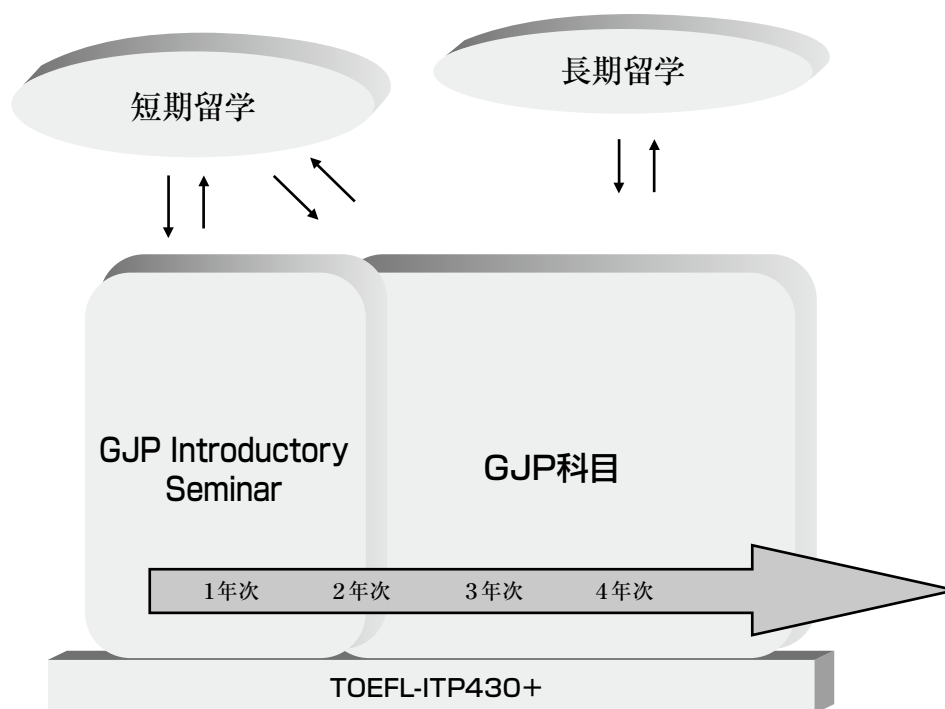 短期留学
長期留学
GJP Introductory
Seminar
GJP科目
1年次 2年次 3年次 4年次
TOEFL-ITP430+